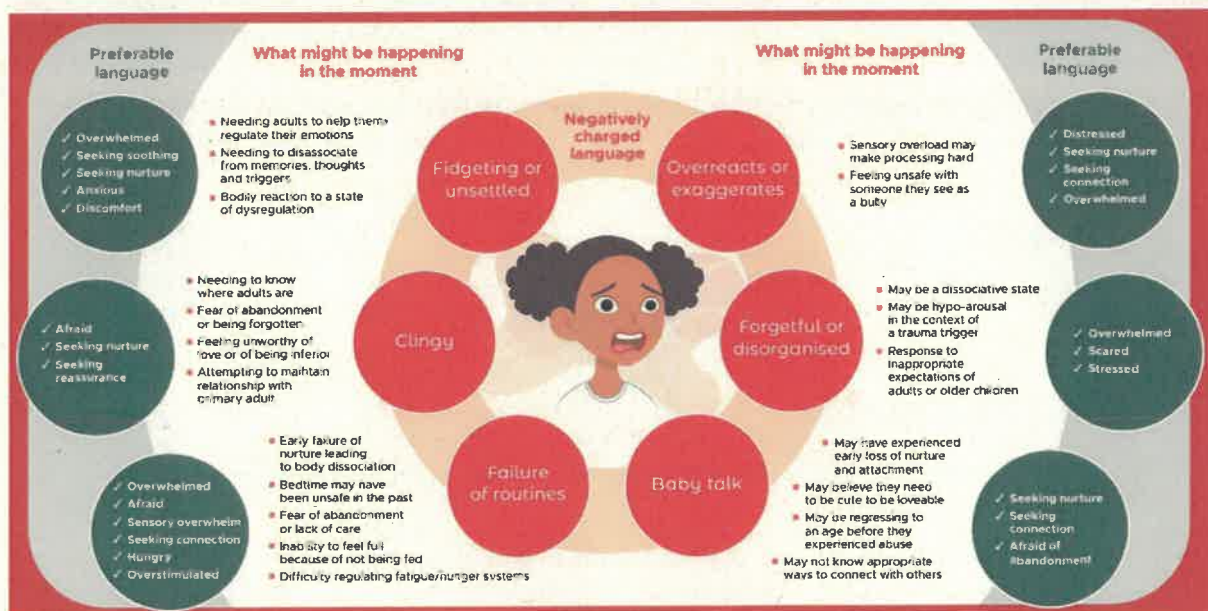 Preferable
language
What might be happening
in the moment
✓ Overwhelmed
✓ Seeking soothing
✓ Seeking nurture
✓ Anxious
✓ Discomfort
• Needing adults to help them
regulate their emotions
• Needing to disassociate
from memories, thoughts
and triggers
• Bodily reaction to a state
of dysregulation
Fidgeting or
unsettled
✓ Afraid
✓ Seeking nurture
✓ Seeking
reassurance
• Needing to know
where adults are
• Fear of abandonment
or being forgotten
• Feeling unworthy of
love or of being inferior
• Attempting to maintain
relationship with
primary adult
Clingy
✓ Overwhelmed
✓ Afraid
✓ Sensory overwhelm
✓ Seeking connection
✓ Hungry
✓ Overstimulated
• Early failure of
nurture leading
to body dissociation
• Bedtime may have
been unsafe in the past
• Fear of abandonment
or lack of care
• Inability to feel full
because of not being fed
• Difficulty regulating fatigue/hunger systems
Failure
of routines
Negatively
charged
language
What might be happening
in the moment
Preferable
language
Overreacts or
exaggerates
• Sensory overload may
make processing hard
• Feeling unsafe with
someone they see as
a bully
✓ Distressed
✓ Seeking nurture
✓ Seeking
connection
✓ Overwhelmed
Forgetful or
disorganised
• May be a dissociative state
• May be hypo-arousal
in the context of
a trauma trigger
• Response to
inappropriate
expectations of
adults or older children
✓ Overwhelmed
✓ Scared
✓ Stressed
Baby talk
• May have experienced
early loss of nurture
and attachment
• May believe they need
to be cute to be loveable
• May be regressing to
an age before they
experienced abuse
• May not know appropriate
ways to connect with others
✓ Seeking nurture
✓ Seeking
connection
✓ Afraid of
abandonment